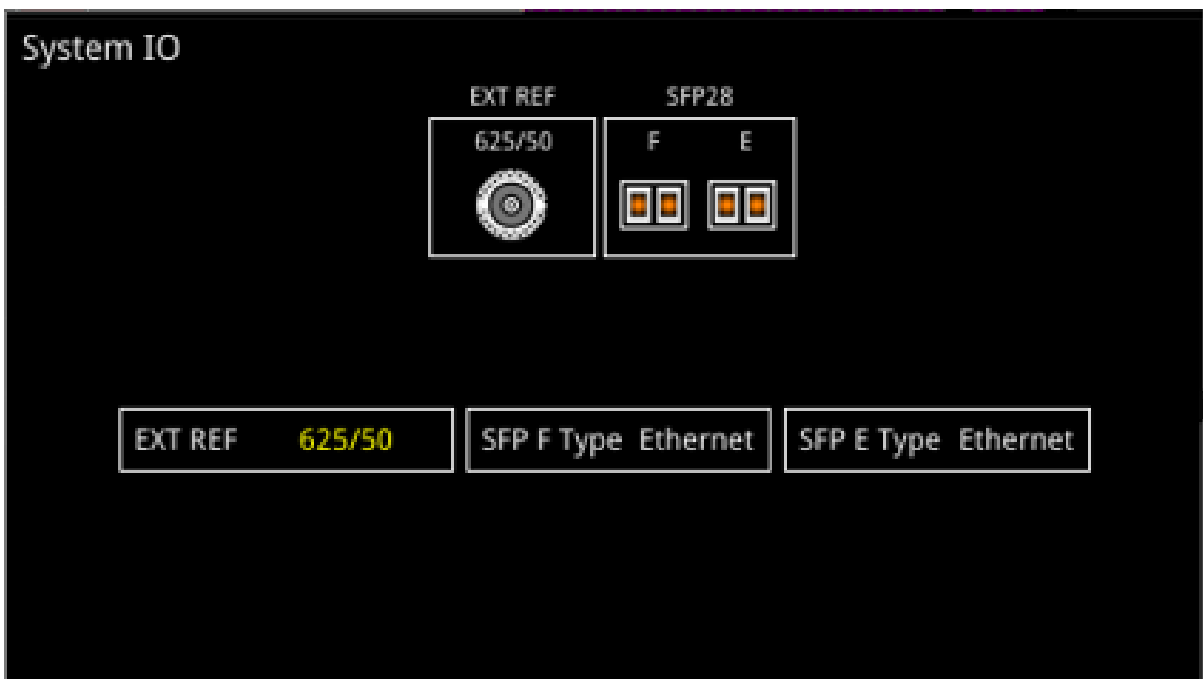 System IO
EXT REF SFP28
625/50 F E
EXT REF 625/50 SFP F Type Ethernet SFP E Type Ethernet